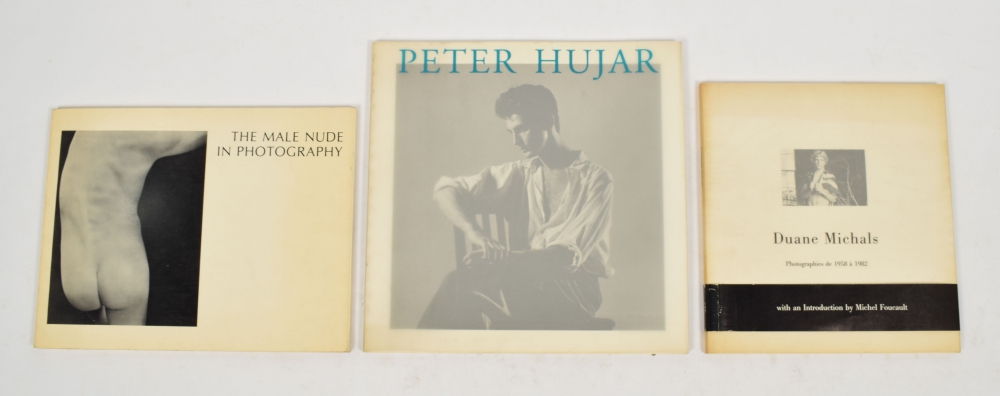 THE MALE NUDE
IN PHOTOGRAPHY
PETER HUJAR
Duane Michals
Photographies de 1958 à 1982
with an Introduction by Michel Foucault